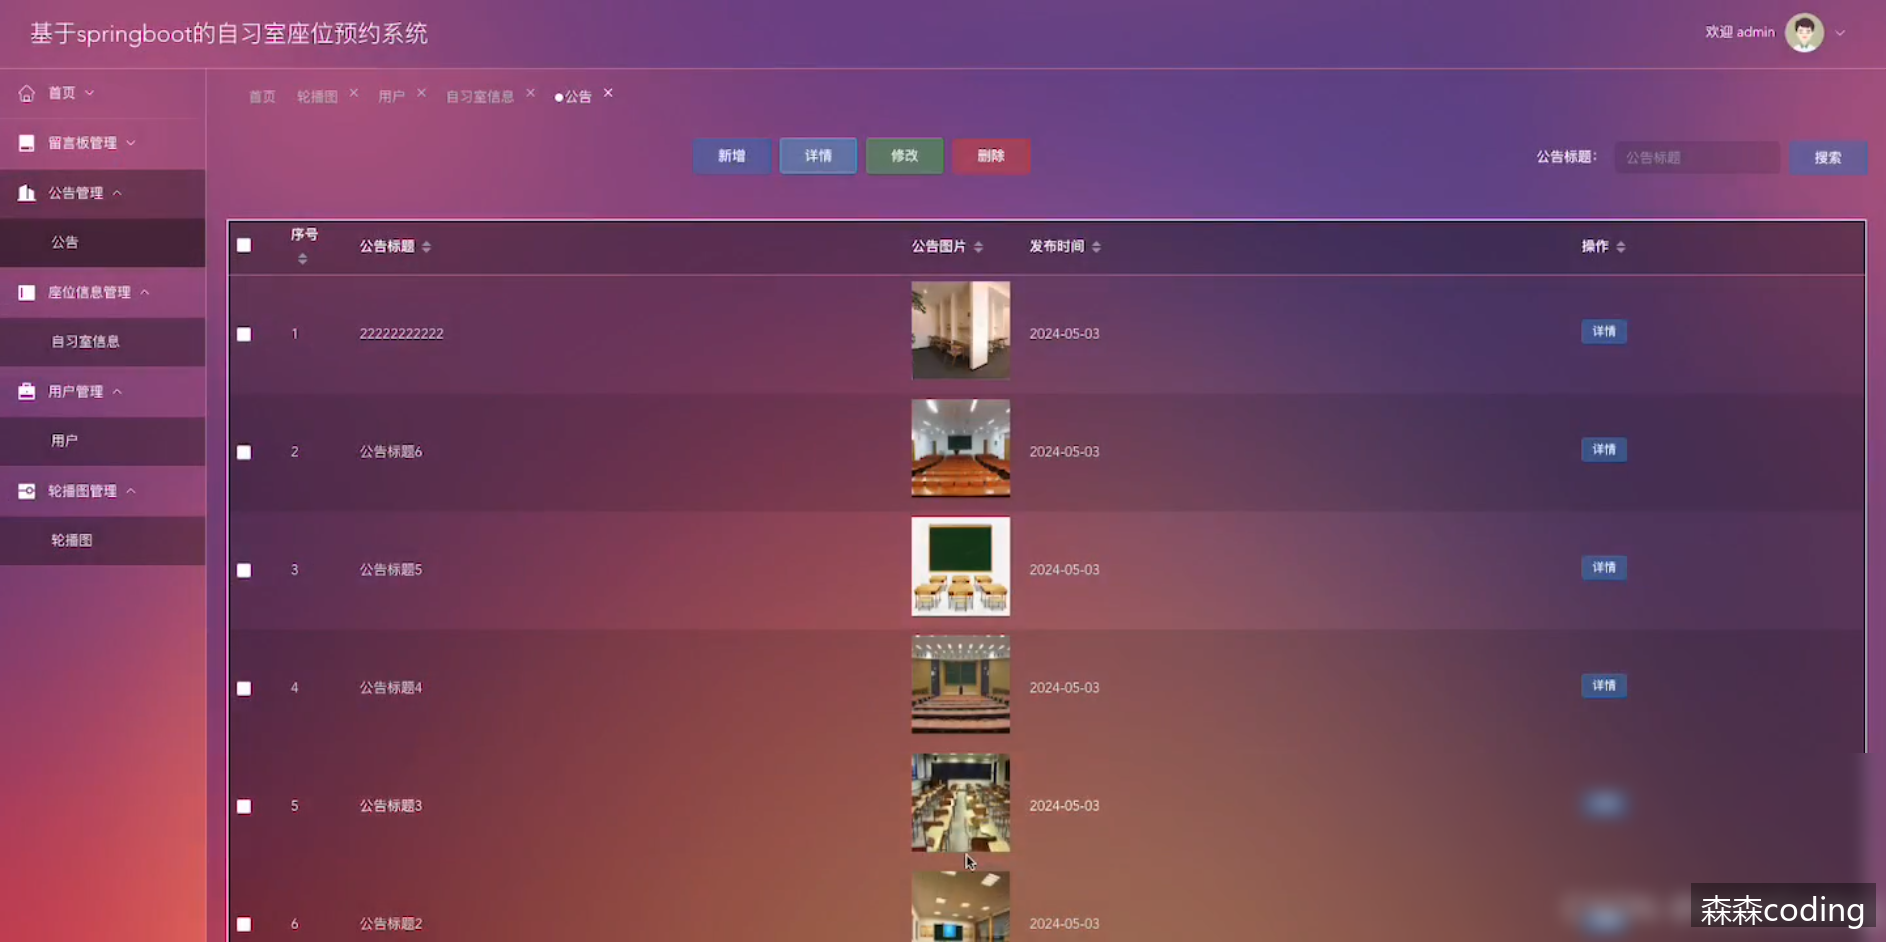 基于springboot的自习室座位预约系统
欢迎 admin
首页
留言板管理
公告管理
公告
座位信息管理
自习室信息
用户管理
用户
轮播图管理
轮播图
首页 轮播图 × 用户 × 自习室信息 × ●公告 ×
新增 详情 修改 删除
公告标题： 公告标题 搜索
序号 公告标题 公告图片 发布时间 操作
1 22222222222 2024-05-03 详情
2 公告标题6 2024-05-03 详情
3 公告标题5 2024-05-03 详情
4 公告标题4 2024-05-03 详情
5 公告标题3 2024-05-03
6 公告标题2 2024-05-03
森森coding